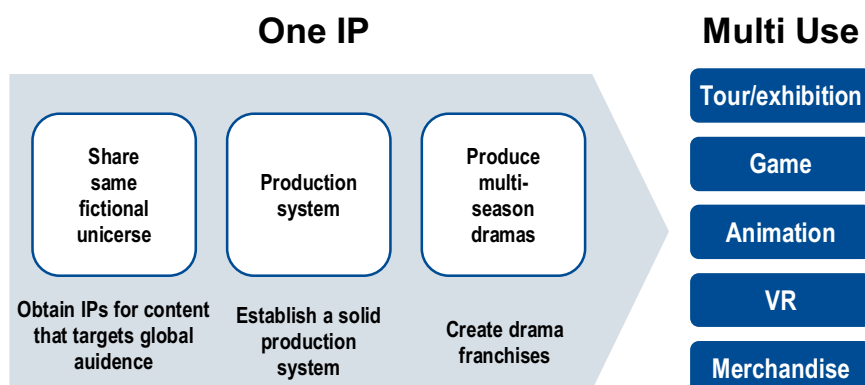 One IP
Multi Use
Share
same
fictional
unicerse
Production
system
Produce
multi-
season
dramas
Obtain IPs for content
that targets global
auidence
Establish a solid
production
system
Create drama
franchises
Tour/exhibition
Game
Animation
VR
Merchandise